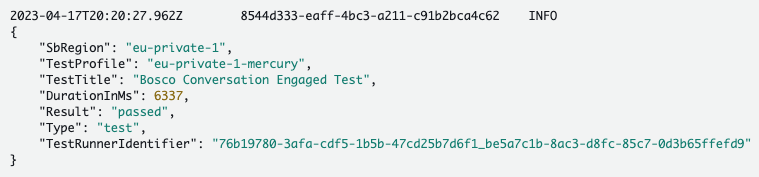 2023-04-17T20:20:27.962Z 8544d333-eaff-4bc3-a211-c91b2bca4c62 INFO
{
    "SbRegion": "eu-private-1",
    "TestProfile": "eu-private-1-mercury",
    "TestTitle": "Bosco Conversation Engaged Test",
    "DurationInMs": 6337,
    "Result": "passed",
    "Type": "test",
    "TestRunnerIdentifier": "76b19780-3afa-cdf5-1b5b-47cd25b7d6f1_be5a7c1b-8ac3-d8fc-85c7-0d3b65ffefd9"
}